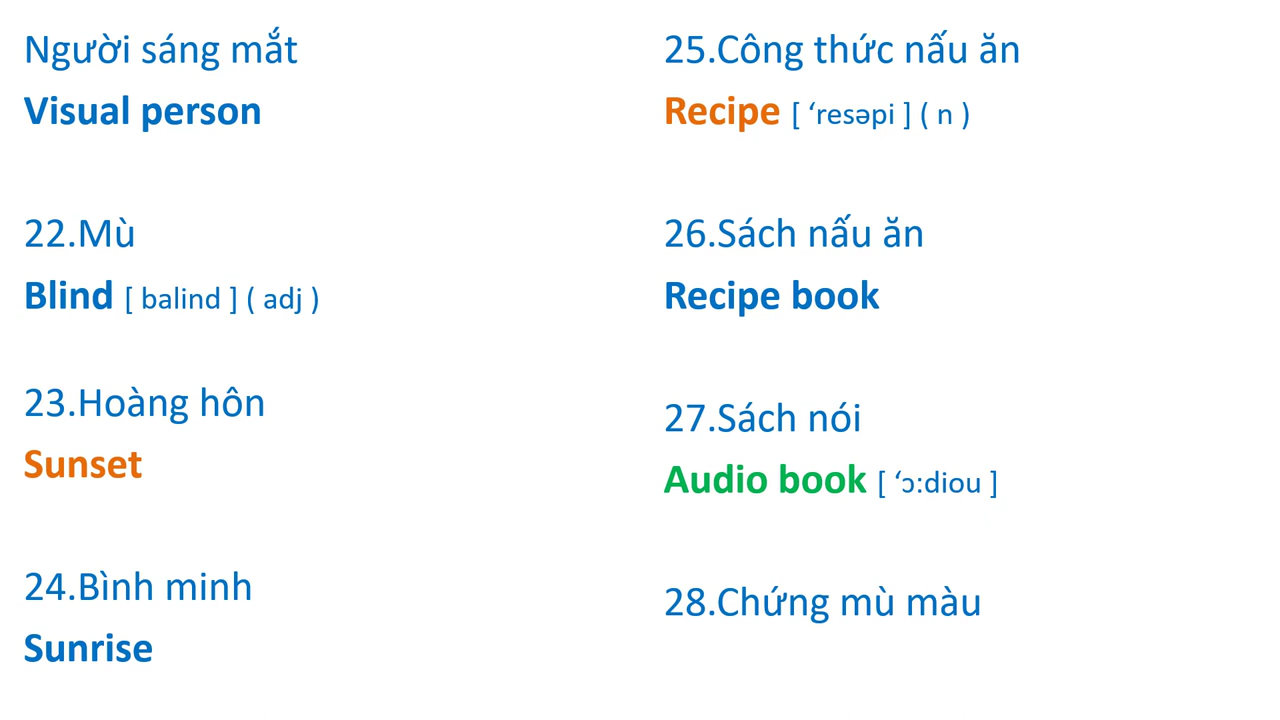 Người sáng mắt
Visual person
22.Mù
Blind [ balind ] ( adj )
23.Hoàng hôn
Sunset
24.Bình minh
Sunrise
25.Công thức nấu ăn
Recipe [ ‘resəpi ] ( n )
26.Sách nấu ăn
Recipe book
27.Sách nói
Audio book [ ‘ɔ:diou ]
28.Chứng mù màu